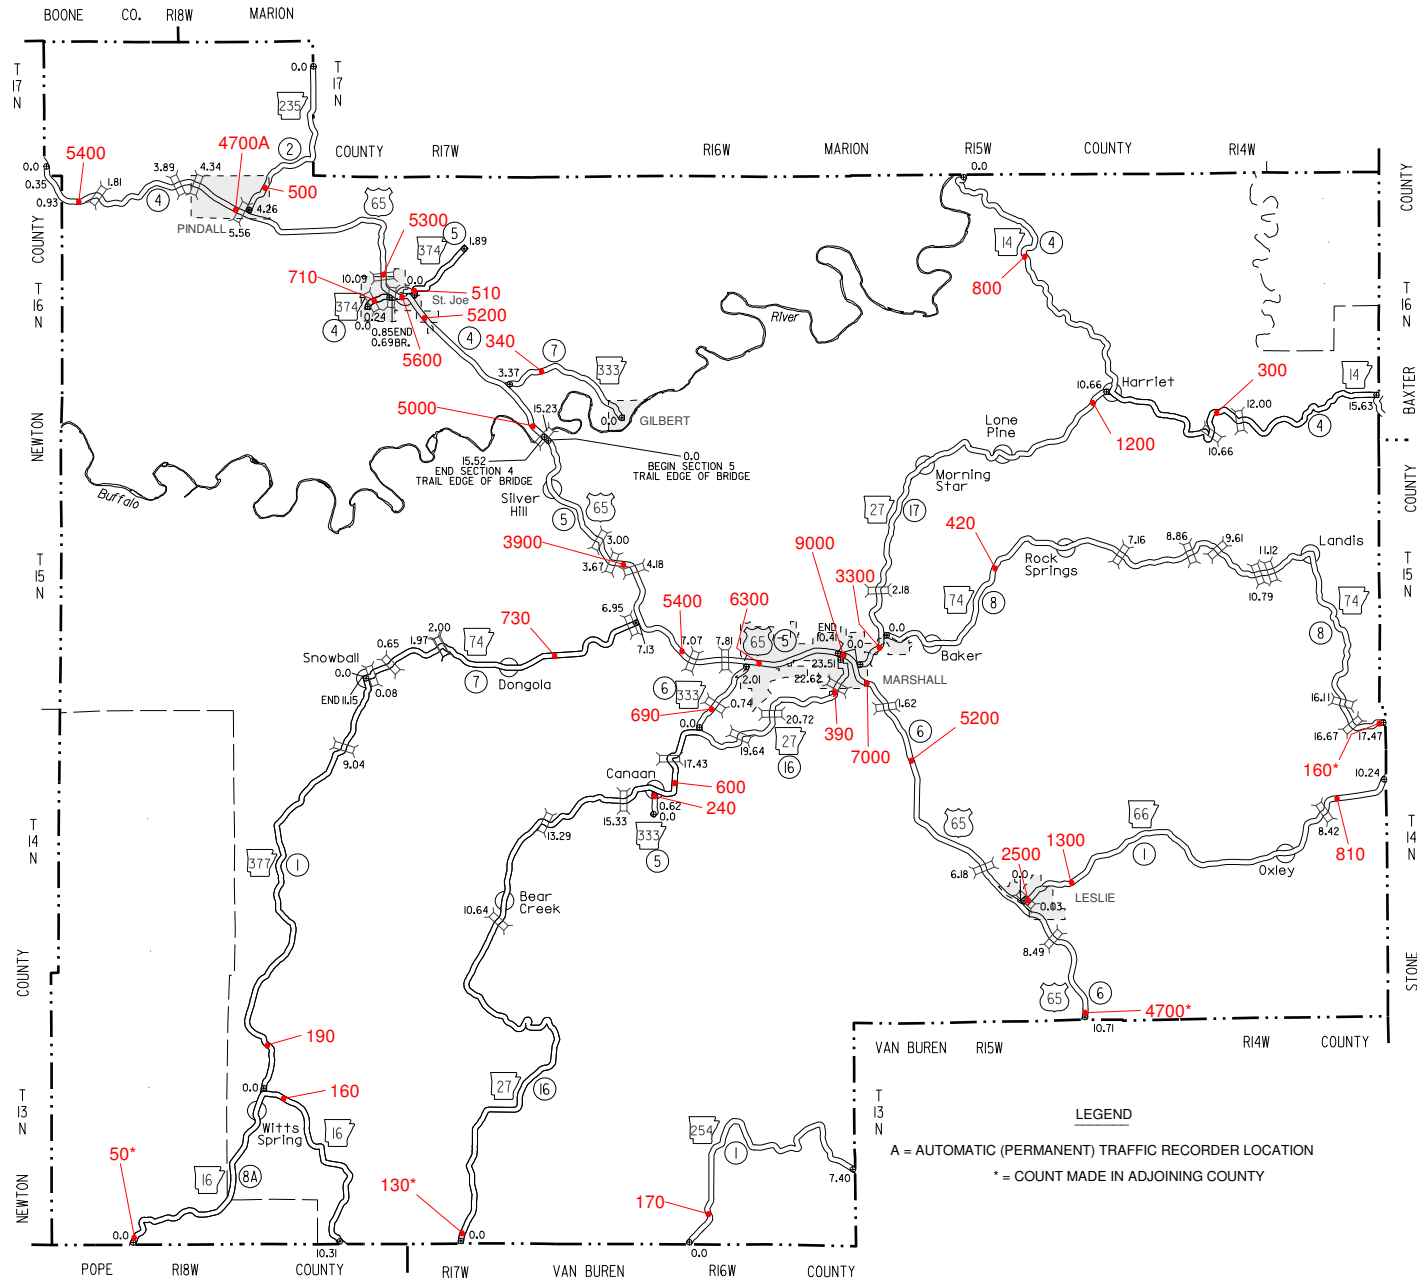 BOONE CO. R18W MARION
T
17
N
T
17
N
0.0
235
4700A
2
5400
COUNTY R17W R16W MARION R15W COUNTY R14W
COUNTY
0.0
0.0
3.89
4.34
1.81
0.35
0.93
4
500
4.26
PINDALL
5.56
65
5300
5
374
1.89
14
4
800
COUNTY
T
16
N
T
16
N
10.09
0.0
710
510
St. Joe
374
0.24
0.0
4
5200
0.85END
0.69BR.
5600
4
340
7
333
3.37
River
300
14
10.66
Harriet
12.00
15.63
4
BAXTER
5000
15.23
0.0
GILBERT
1200
10.66
NEWTON
15.52
END SECTION 4
TRAIL EDGE OF BRIDGE
0.0
BEGIN SECTION 5
TRAIL EDGE OF BRIDGE
Lone
Pine
Morning
Star
Buffalo
Silver
Hill
65
5
27
17
COUNTY
420
3.00
3900
3.67
4.18
9000
3300
7.16
8.86
9.61
11.12
10.79
Landis
Rock
Springs
T
15
N
T
15
N
2.18
74
8
74
8
6.95
5400
6300
730
2.00
1.97
74
0.65
Snowball
0.0
0.08
END 11.15
7
Dongola
7.13
7.07
7.81
65
5
END
10.41
0.0
0.0
Baker
23.51
MARSHALL
22.62
2.01
6
333
0.74
690
0.0
20.72
19.64
27
16
390
7000
1.62
6
5200
16.11
16.67
17.47
160*
10.24
9.04
17.43
Canaan
600
240
0.62
0.0
333
5
15.33
13.29
65
66
1
8.42
810
T
14
N
T
14
N
377
1
6.18
2500
1300
0.0
0.13
LESLIE
Oxley
Bear
Creek
10.64
8.49
65
6
4700*
10.71
COUNTY
STONE
190
VAN BUREN R15W R14W COUNTY
0.0
160
27
16
T
13
N
T
13
N
Witts
Spring
16
254
1
LEGEND
A = AUTOMATIC (PERMANENT) TRAFFIC RECORDER LOCATION
* = COUNT MADE IN ADJOINING COUNTY
50*
16
8A
130*
170
7.40
NEWTON
0.0
10.31
0.0
0.0
POPE R18W COUNTY R17W VAN BUREN R16W COUNTY